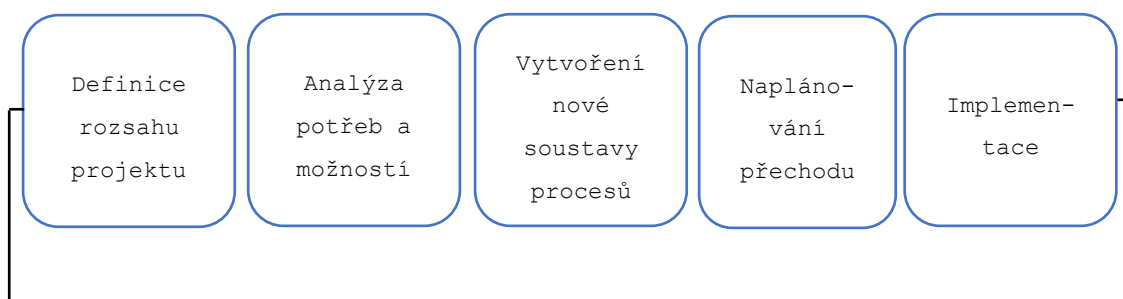 Definice
rozsahu
projektu
Analýza
potřeb a
možností
Vytvoření
nové
soustavy
procesů
Napláno-
vání
přechodu
Implemen-
tace